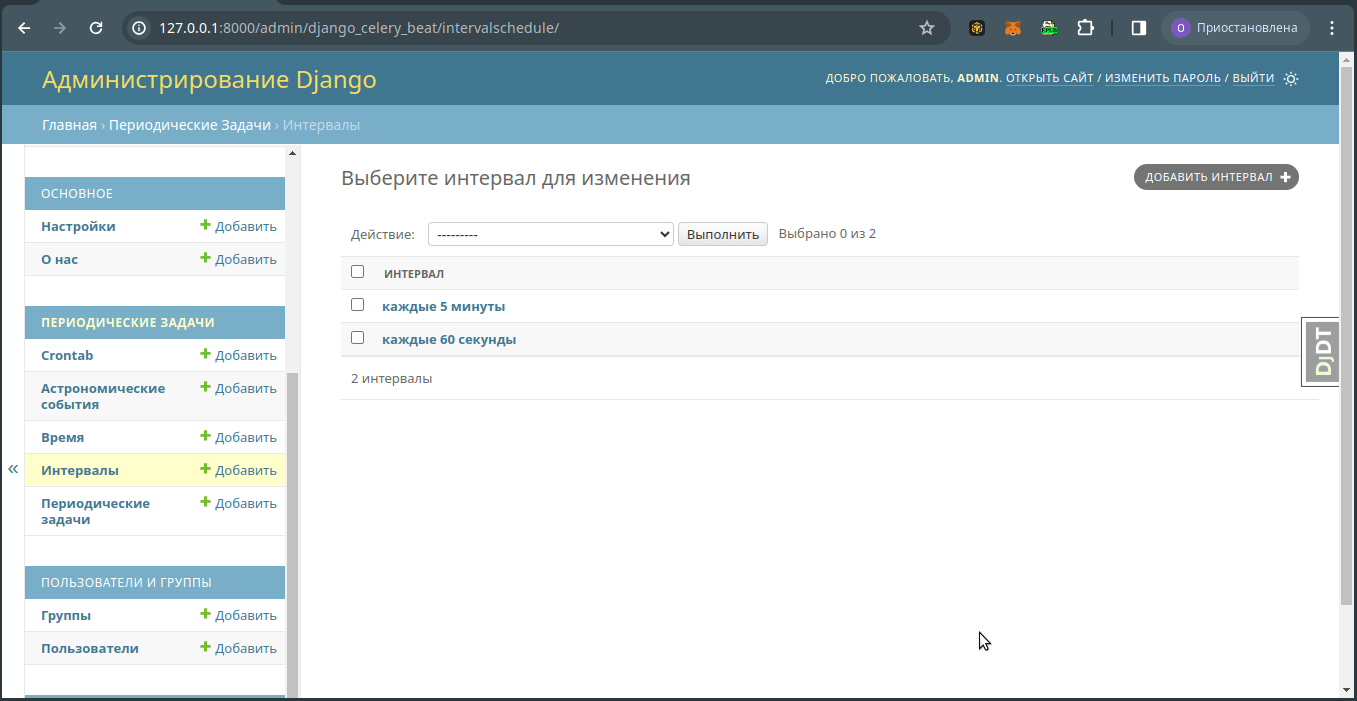 127.0.0.1:8000/admin/django_celery_beat/intervalschedule/
O Приостановлена
Администрирование Django
ДОБРО ПОЖАЛОВАТЬ, ADMIN. ОТКРЫТЬ САЙТ / ИЗМЕНИТЬ ПАРОЛЬ / ВЫЙТИ
Главная › Периодические Задачи › Интервалы
ОСНОВНОЕ
Настройки Добавить
О нас Добавить
ПЕРИОДИЧЕСКИЕ ЗАДАЧИ
Crontab Добавить
Астрономические Добавить
события
Время Добавить
«
Интервалы Добавить
Периодические Добавить
задачи
ПОЛЬЗОВАТЕЛИ И ГРУППЫ
Группы Добавить
Пользователи Добавить
Выберите интервал для изменения
ДОБАВИТЬ ИНТЕРВАЛ
Действие: --------- Выполнить Выбрано 0 из 2
ИНТЕРВАЛ
каждые 5 минуты
каждые 60 секунды
2 интервалы
DjDT